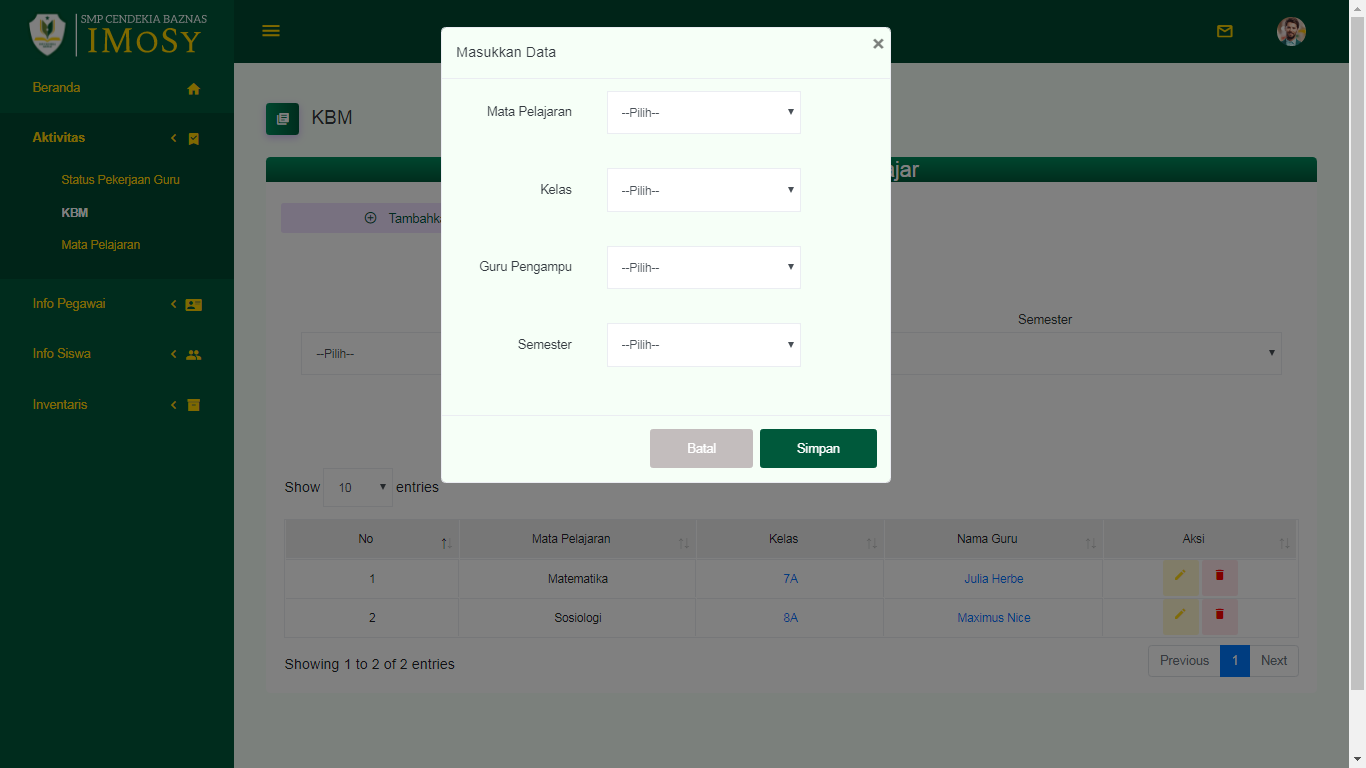 SMP CENDEKIA BAZNAS
IMoSy
Beranda
Aktivitas
Status Pekerjaan Guru
KBM
Mata Pelajaran
Info Pegawai
Info Siswa
Inventaris
KBM
ajar
Tambahka
Semester
--Pilih--
Masukkan Data
×
Mata Pelajaran --Pilih--
Kelas --Pilih--
Guru Pengampu --Pilih--
Semester --Pilih--
Batal Simpan
Show 10 entries
No Mata Pelajaran Kelas Nama Guru Aksi
1 Matematika 7A Julia Herbe
2 Sosiologi 8A Maximus Nice
Showing 1 to 2 of 2 entries
Previous 1 Next